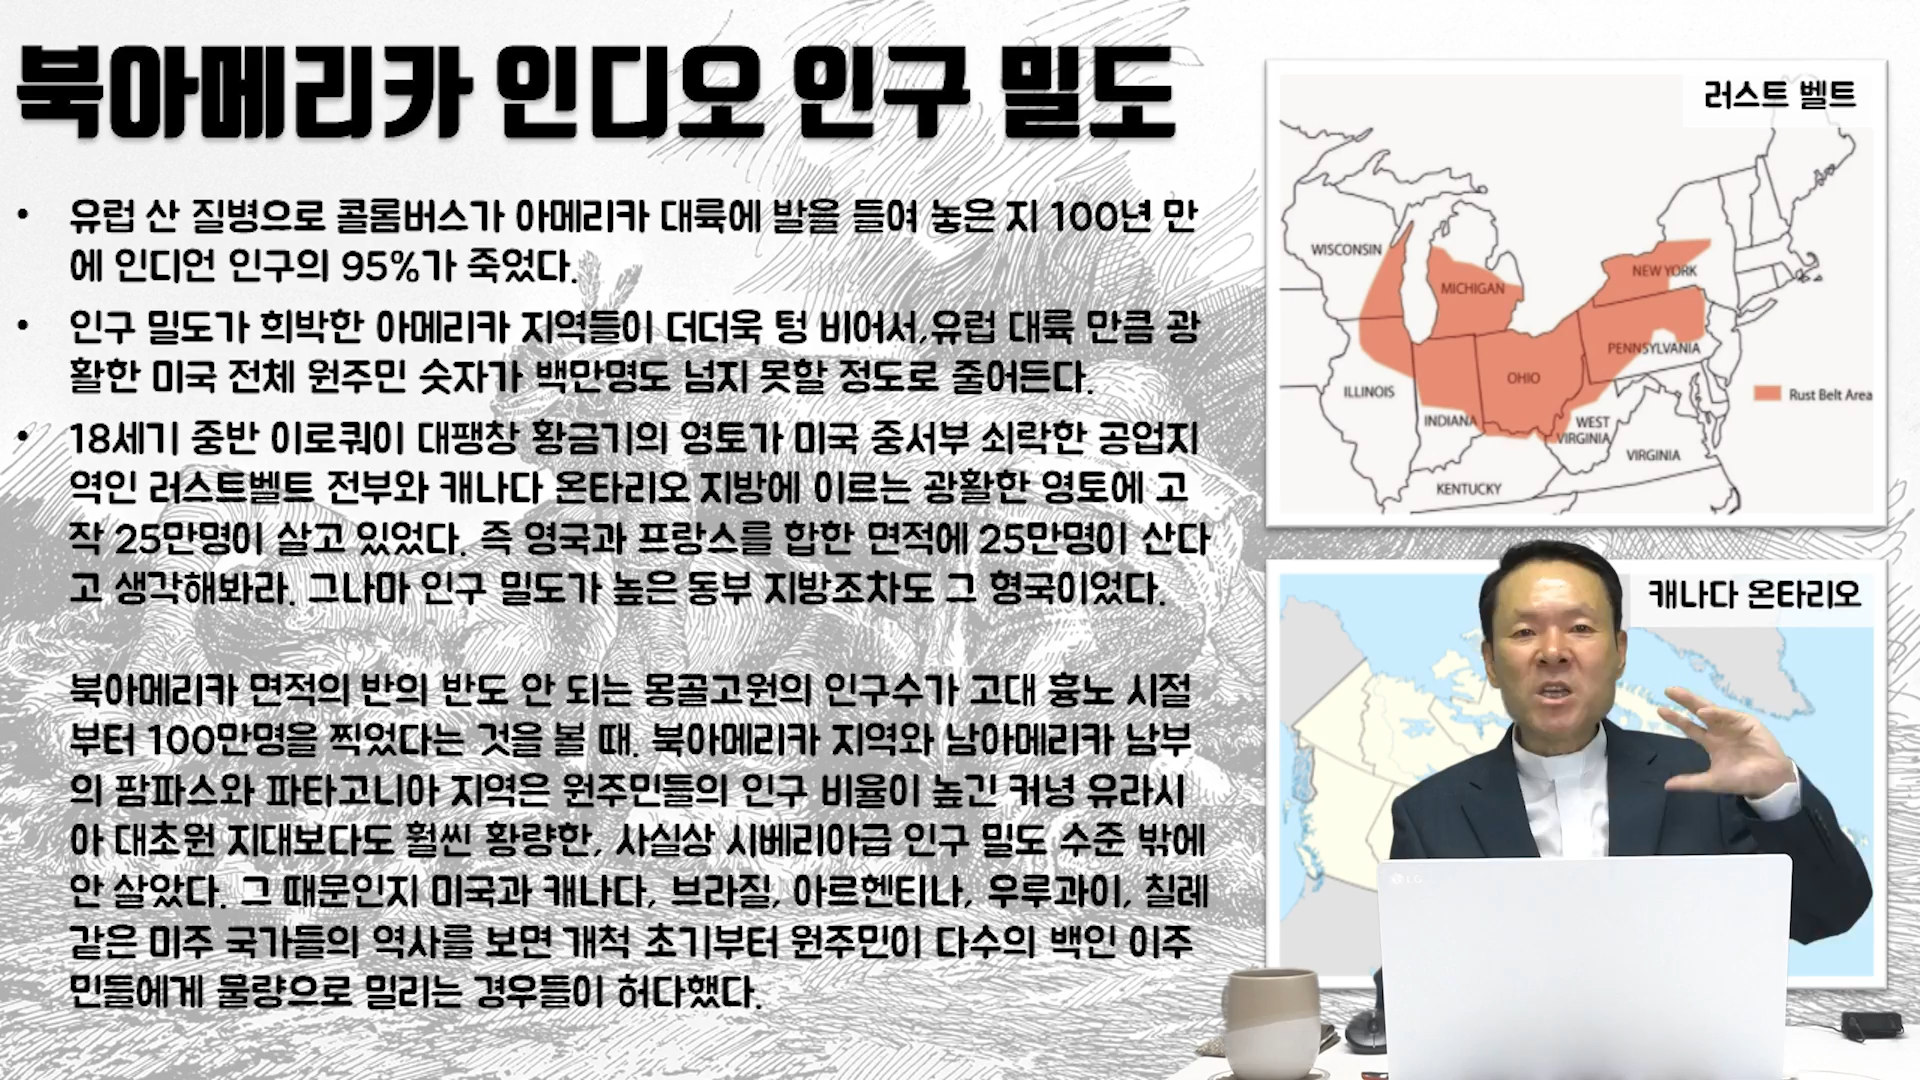 북아메리카 인디오 인구 밀도
• 유럽 산 질병으로 콜롬버스가 아메리카 대륙에 발을 들여 놓은 지 100년 만
에 인디언 인구의 95%가 죽었다.
• 인구 밀도가 희박한 아메리카 지역들이 더더욱 텅 비어서,유럽 대륙 만큼 광
활한 미국 전체 원주민 숫자가 백만명도 넘지 못할 정도로 줄어든다.
• 18세기 중반 이로쿼이 대팽창 황금기의 영토가 미국 중서부 쇠락한 공업지
역인 러스트벨트 전부와 캐나다 온타리오 지방에 이르는 광활한 영토에 고
작 25만명이 살고 있었다. 즉 영국과 프랑스를 합한 면적에 25만명이 산다
고 생각해봐라. 그나마 인구 밀도가 높은 동부 지방조차도 그 형국이었다.
북아메리카 면적의 반의 반도 안 되는 몽골고원의 인구수가 고대 흉노 시절
부터 100만명을 찍었다는 것을 볼 때. 북아메리카 지역와 남아메리카 남부
의 팜파스와 파타고니아 지역은 원주민들의 인구 비율이 높긴 커녕 유라시
아 대초원 지대보다도 훨씬 황량한, 사실상 시베리아급 인구 밀도 수준 밖에
안 살았다. 그 때문인지 미국과 캐나다, 브라질, 아르헨티나, 우루과이, 칠레
같은 미주 국가들의 역사를 보면 개척 초기부터 원주민이 다수의 백인 이주
민들에게 물량으로 밀리는 경우들이 허다했다.
러스트 벨트
WISCONSIN
MICHIGAN
NEW YORK
PENNSYLVANIA
ILLINOIS
INDIANA
OHIO
WEST
VIRGINIA
VIRGINIA
KENTUCKY
Rust Belt Area
캐나다 온타리오
LG